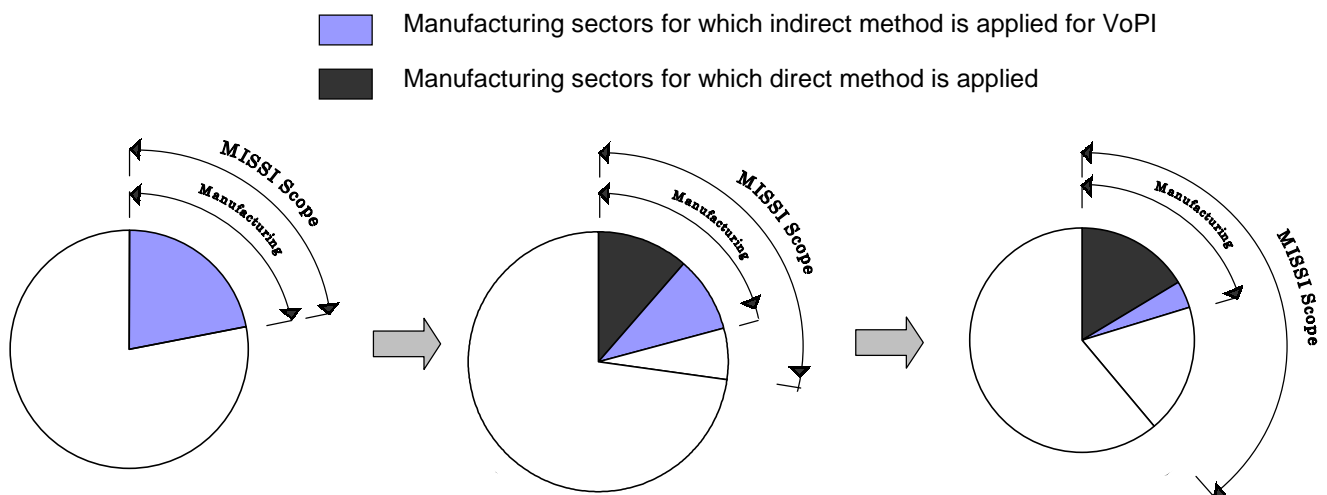 Manufacturing sectors for which indirect method is applied for VoPI
Manufacturing sectors for which direct method is applied
MISSI Scope
Manufacturing
MISSI Scope
Manufacturing
MISSI Scope
Manufacturing